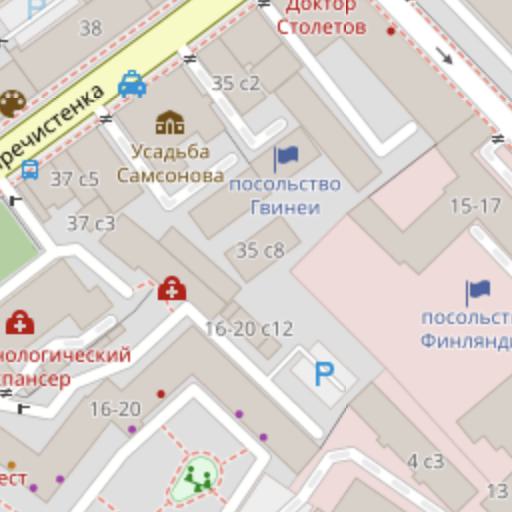 Доктор
Столетов
P
38
35 с2
речистенка
Усадьба
Самсонова
37 с5
посольство
Гвинеи
15-17
37 с3
35 с8
посольст
Финлянд
16-20 с12
нологический
пансер
P
16-20
4 с3
13
ест